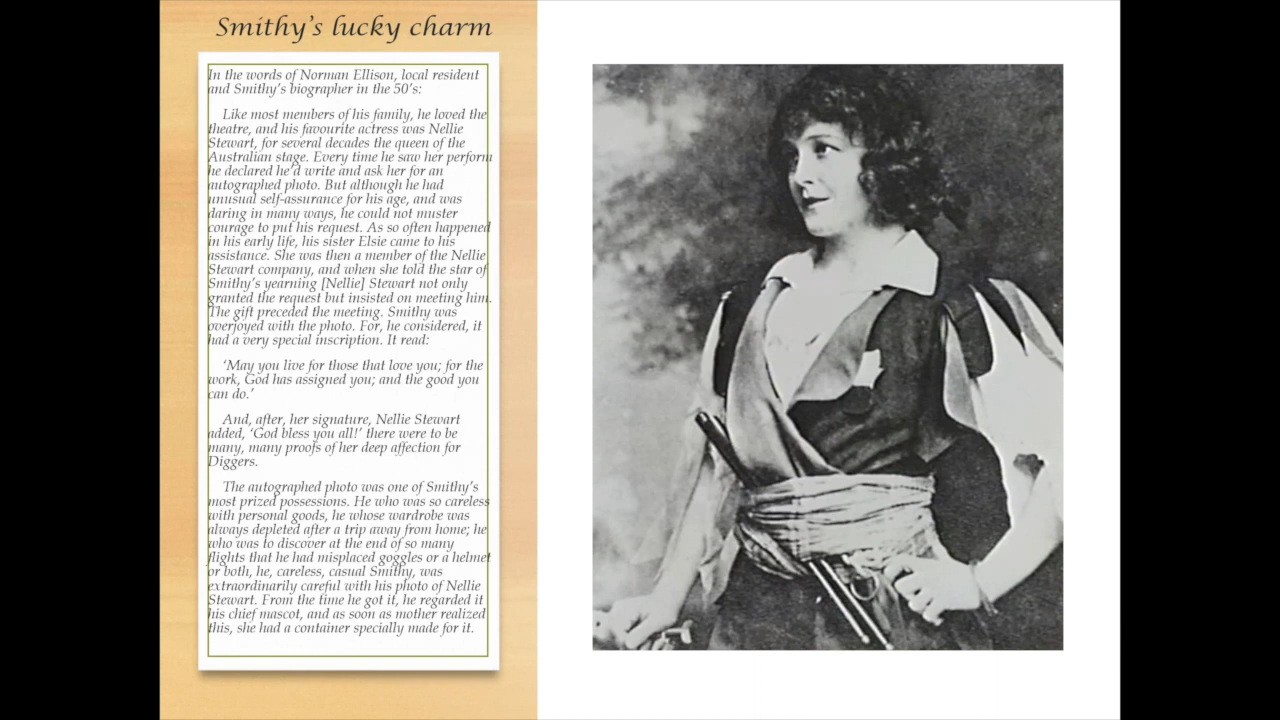 Smithy's lucky charm
In the words of Norman Ellison, local resident
and Smithy's biographer in the 50's:
Like most members of his family, he loved the
theatre, and his favourite actress was Nellie
Stewart, for several decades the queen of the
Australian stage. Every time he saw her perform
he declared he'd write and ask her for an
autographed photo. But although he had
unusual self-assurance for his age, and was
daring in many ways, he could not muster
courage to put his request. As so often happened
in his early life, his sister Elsie came to his
assistance. She was then a member of the Nellie
Stewart company, and when she told the star of
Smithy's yearning [Nellie] Stewart not only
granted the request but insisted on meeting him.
The gift preceded the meeting. Smithy was
overjoyed with the photo. For, he considered, it
had a very special inscription. It read:
'May you live for those that love you; for the
work, God has assigned you; and the good you
can do.'
And, after, her signature, Nellie Stewart
added, 'God bless you all!' there were to be
many, many proofs of her deep affection for
Diggers.
The autographed photo was one of Smithy's
most prized possessions. He who was so careless
with personal goods, he whose wardrobe was
always depleted after a trip away from home; he
who was to discover at the end of so many
flights that he had misplaced goggles or a helmet
or both, he, careless, casual Smithy, was
extraordinarily careful with his photo of Nellie
Stewart. From the time he got it, he regarded it
his chief mascot, and as soon as mother realized
this, she had a container specially made for it.